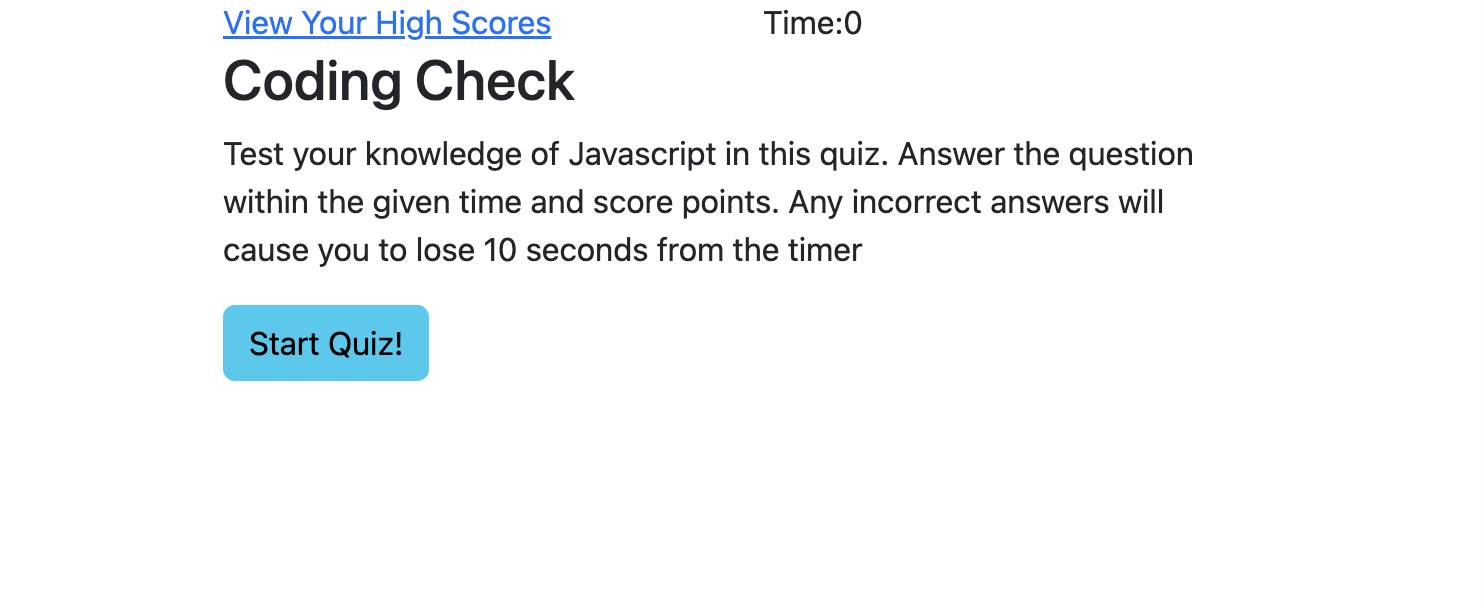 View Your High Scores Time:0
Coding Check
Test your knowledge of Javascript in this quiz. Answer the question
within the given time and score points. Any incorrect answers will
cause you to lose 10 seconds from the timer
Start Quiz!